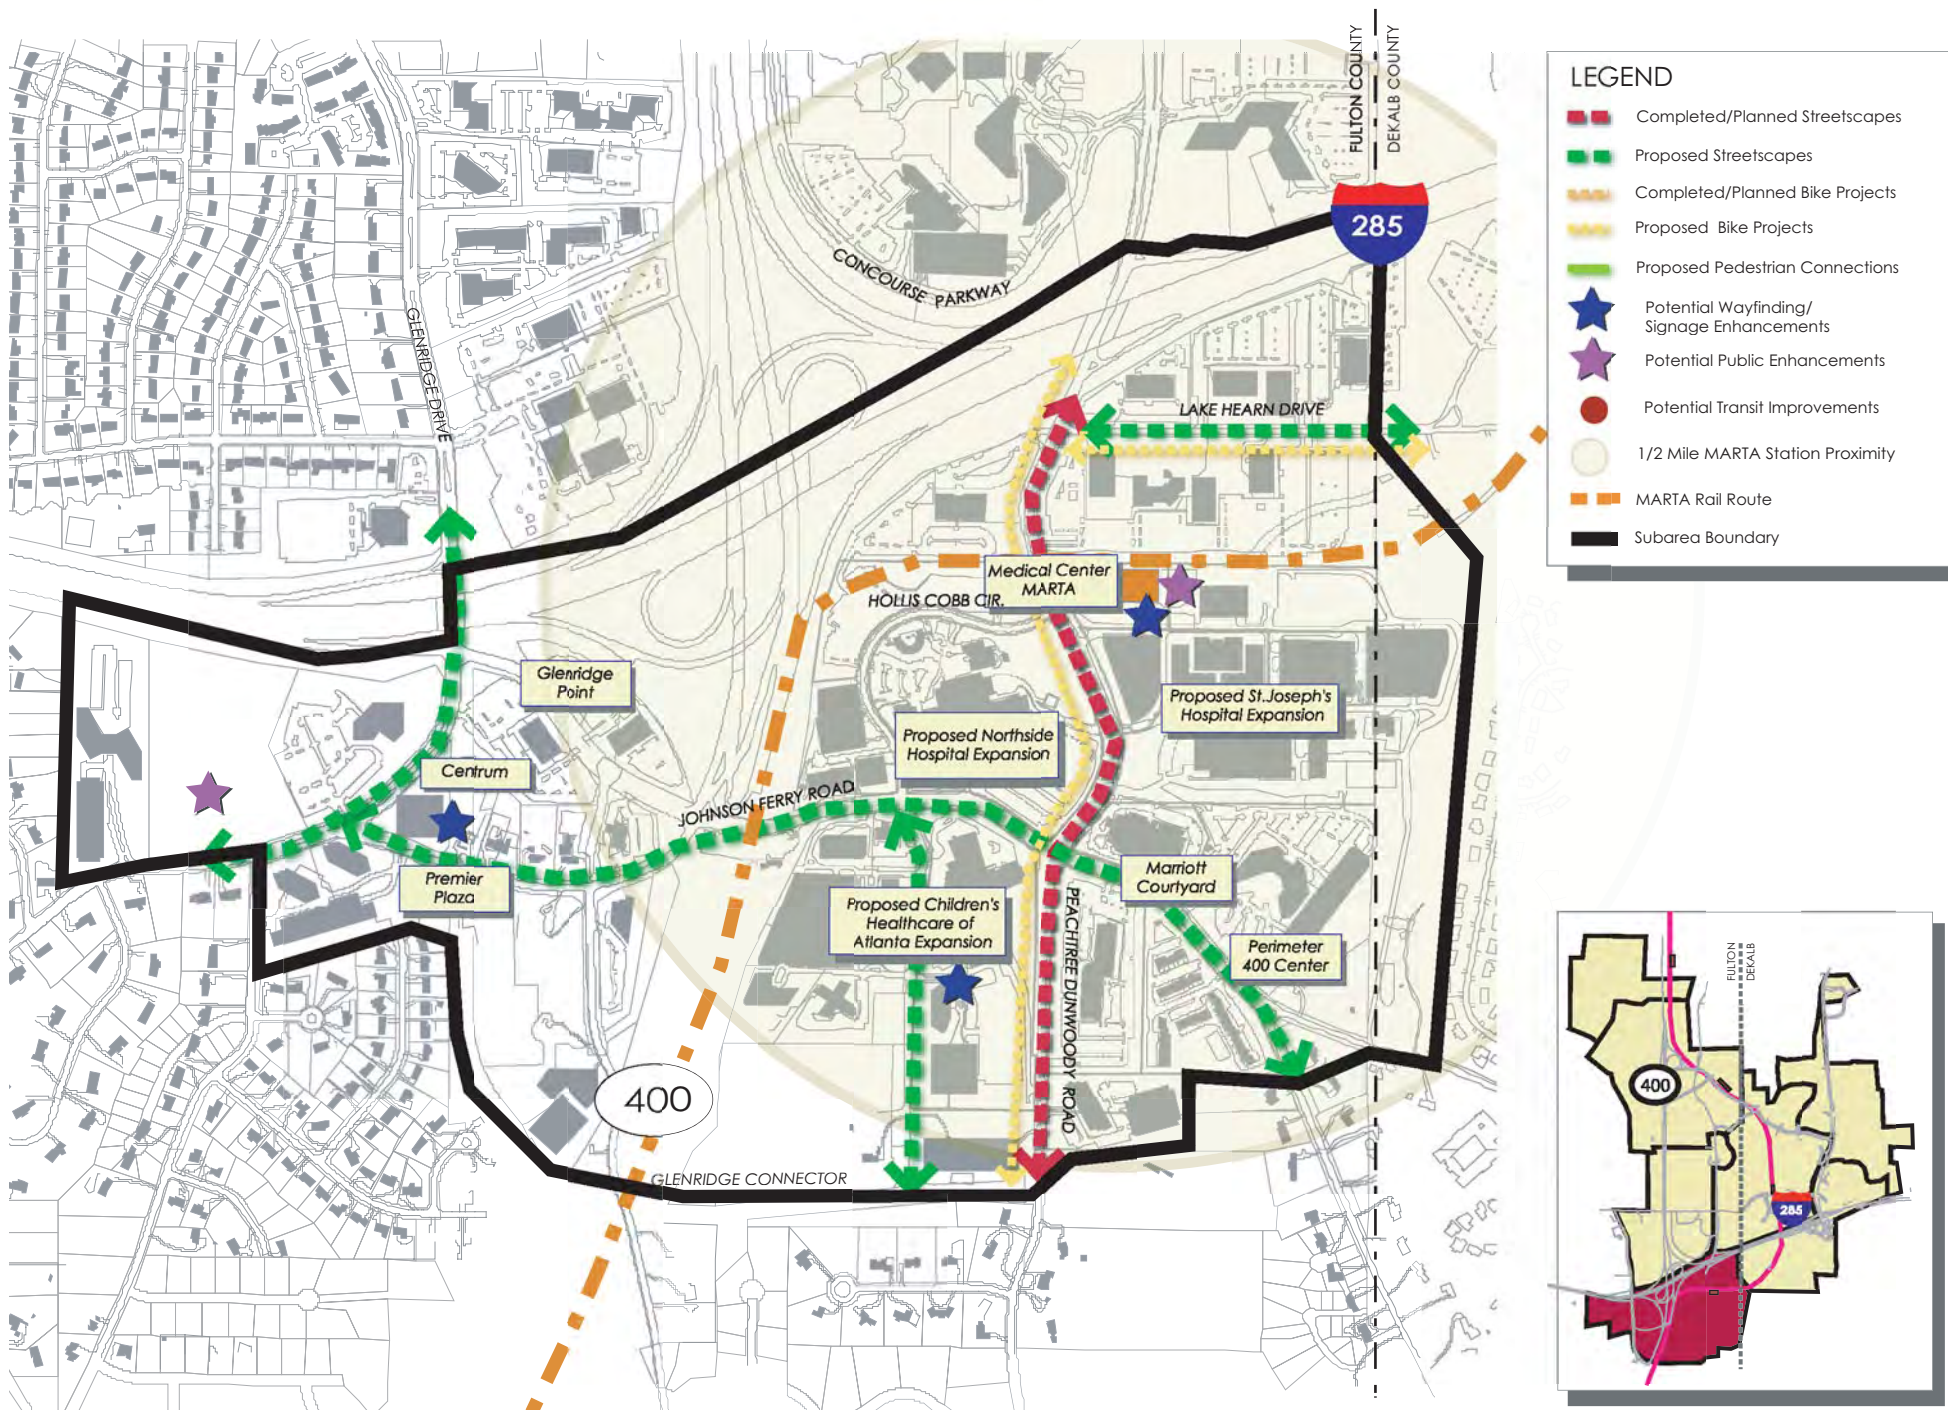 FULTON COUNTY
DEKALB COUNTY
285
CONCOURSE PARKWAY
GLENRIDGE DRIVE
LAKE HEARN DRIVE
Medical Center
MARTA
HOLLIS COBB CIR.
Glenridge
Point
Proposed St.Joseph's
Hospital Expansion
Proposed Northside
Hospital Expansion
Centrum
JOHNSON FERRY ROAD
Premier
Plaza
Marriott
Courtyard
Proposed Children's
Healthcare of
Atlanta Expansion
PEACHTREE DUNWOODY ROAD
Perimeter
400 Center
400
GLENRIDGE CONNECTOR
LEGEND
Completed/Planned Streetscapes
Proposed Streetscapes
Completed/Planned Bike Projects
Proposed Bike Projects
Proposed Pedestrian Connections
Potential Wayfinding/
Signage Enhancements
Potential Public Enhancements
Potential Transit Improvements
1/2 Mile MARTA Station Proximity
MARTA Rail Route
Subarea Boundary
FULTON
DEKALB
400
285